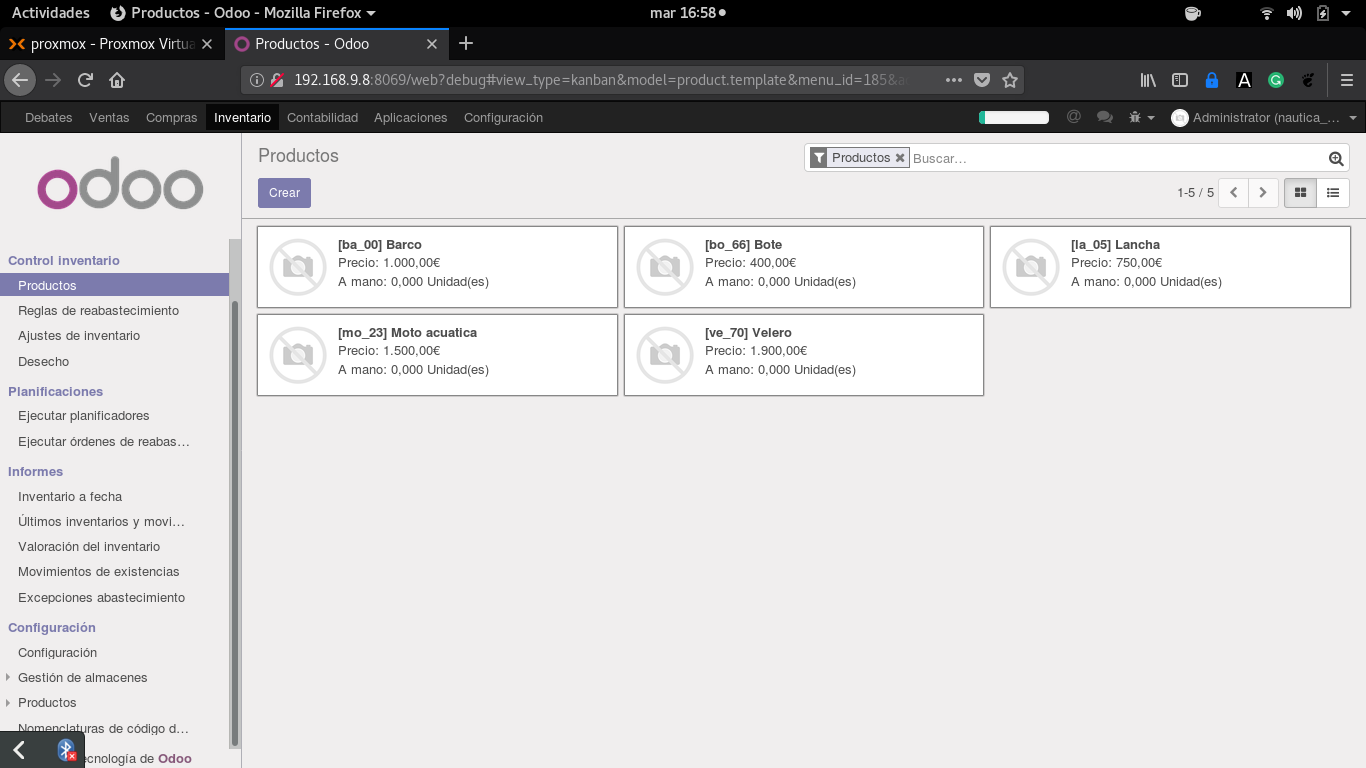 Actividades
Productos - Odoo - Mozilla Firefox
mar 16:58
proxmox - Proxmox Virtua
Productos - Odoo
192.168.9.8:8069/web?debug#view_type=kanban&model=product.template&menu_id=185&a
Debates Ventas Compras Inventario Contabilidad Aplicaciones Configuración
@
Administrator (nautica_...
odoo
Productos
Productos
Buscar...
Crear
1-5 / 5
Control inventario
Productos
Reglas de reabastecimiento
Ajustes de inventario
Desecho
Planificaciones
Ejecutar planificadores
Ejecutar órdenes de reabas...
Informes
Inventario a fecha
Últimos inventarios y movi...
Valoración del inventario
Movimientos de existencias
Excepciones abastecimiento
Configuración
Configuración
Gestión de almacenes
Productos
Nomenclaturas de código d...
ecnología de Odoo
[ba_00] Barco
Precio: 1.000,00€
A mano: 0,000 Unidad(es)
[bo_66] Bote
Precio: 400,00€
A mano: 0,000 Unidad(es)
[la_05] Lancha
Precio: 750,00€
A mano: 0,000 Unidad(es)
[mo_23] Moto acuatica
Precio: 1.500,00€
A mano: 0,000 Unidad(es)
[ve_70] Velero
Precio: 1.900,00€
A mano: 0,000 Unidad(es)